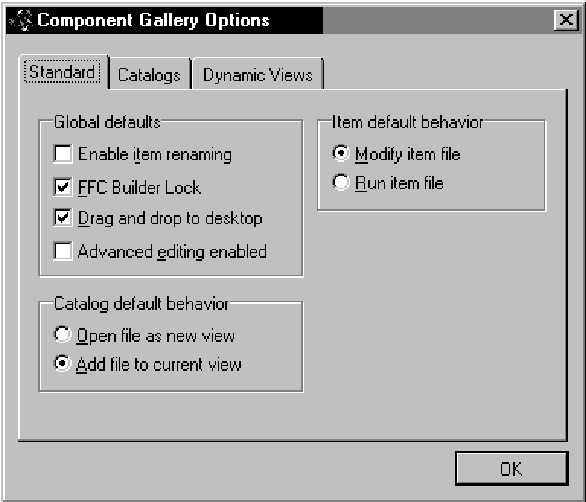 Component Gallery Options
Standard Catalogs Dynamic Views
Global defaults
Enable item renaming
FFC Builder Lock
Drag and drop to desktop
Advanced editing enabled
Item default behavior
Modify item file
Run item file
Catalog default behavior
Open file as new view
Add file to current view
OK